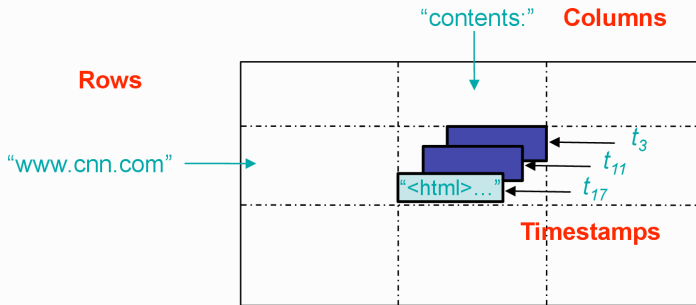 “contents:” Columns
Rows
“www.cnn.com”
t3
t11
“<html>…”
t17
Timestamps